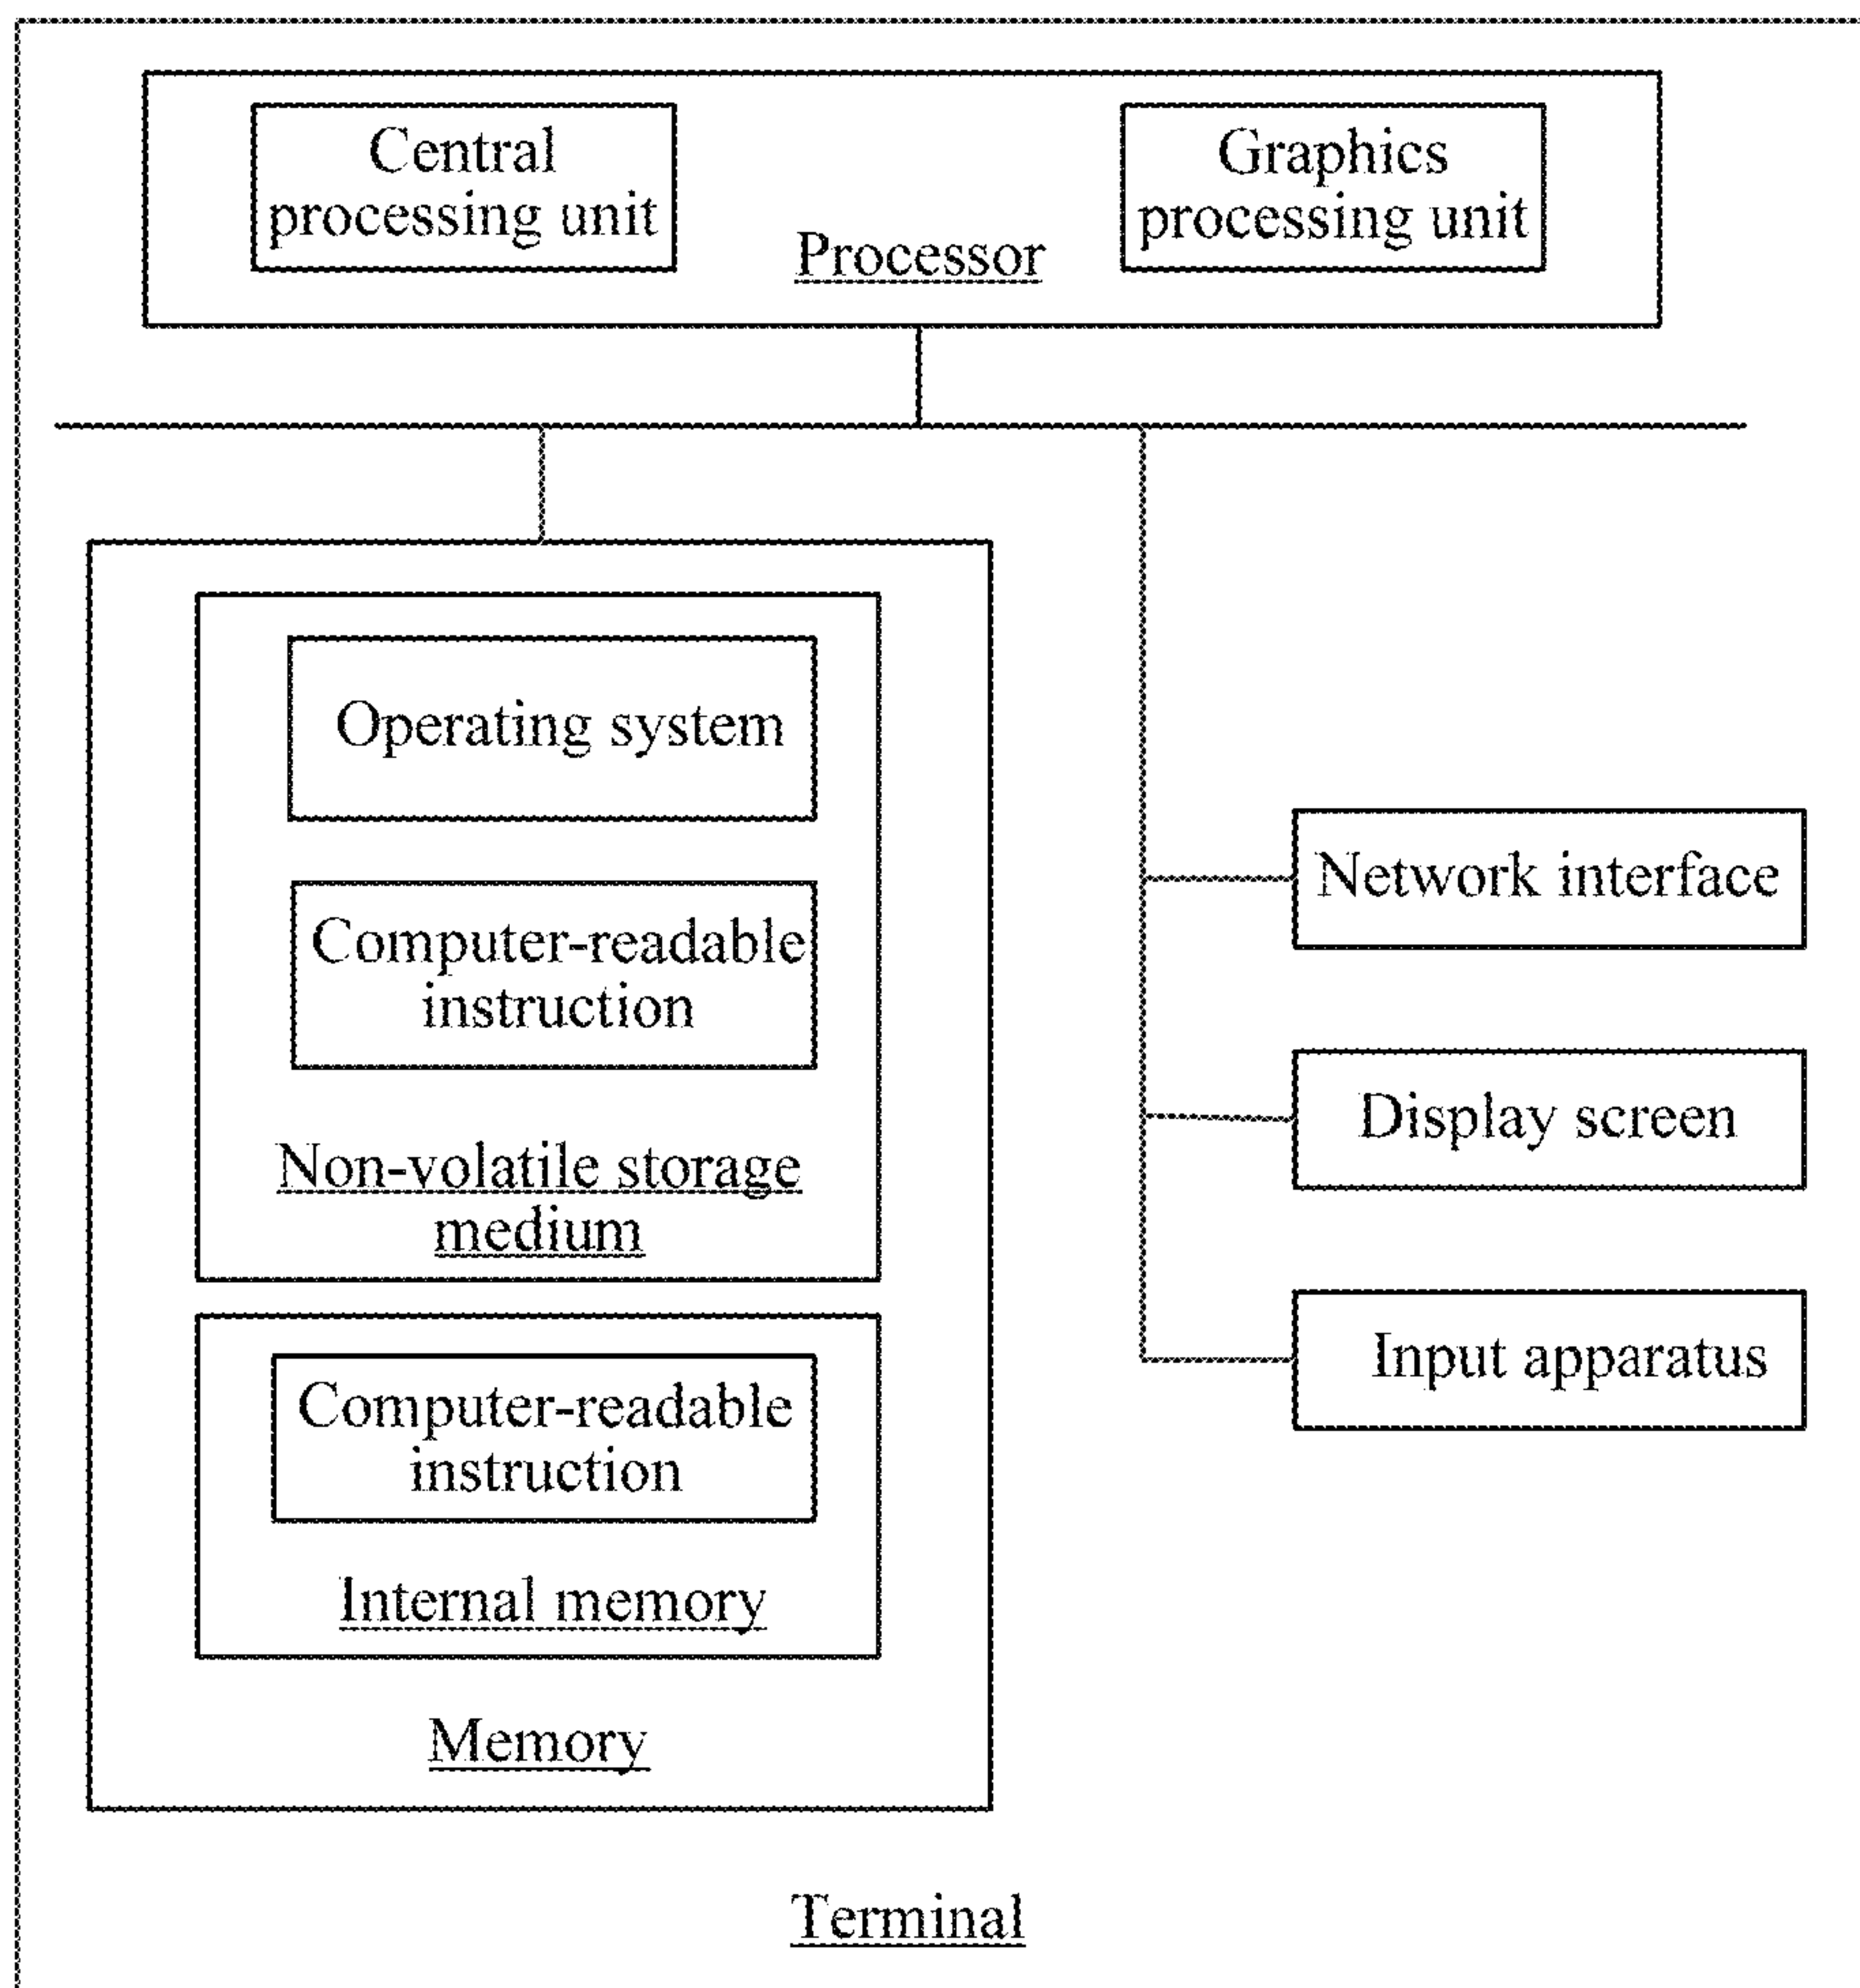 Central
processing unit
Graphics
processing unit
Processor
Operating system
Computer-readable
instruction
Non-volatile storage
medium
Computer-readable
instruction
Internal memory
Memory
Network interface
Display screen
Input apparatus
Terminal